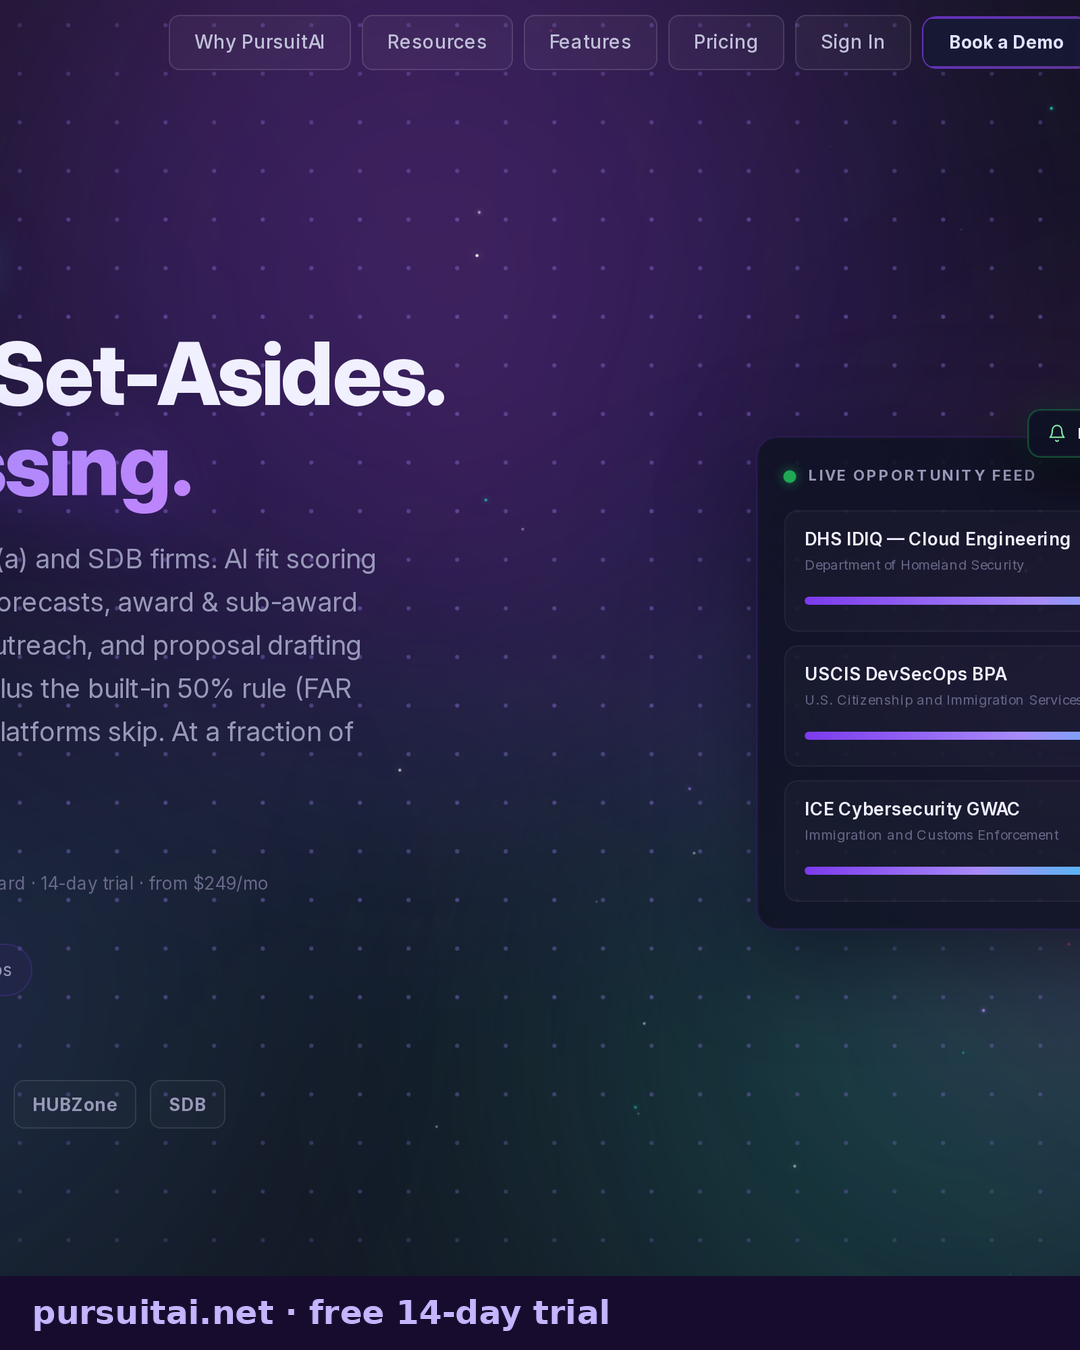 Why PursuitAI
Resources
Features
Pricing
Sign In
Book a Demo
Set-Asides.
ssing.
(a) and SDB firms. AI fit scoring
orecasts, award & sub-award
utreach, and proposal drafting
lus the built-in 50% rule (FAR
latforms skip. At a fraction of
ard · 14-day trial · from $249/mo
os
HUBZone
SDB
LIVE OPPORTUNITY FEED
DHS IDIQ — Cloud Engineering
Department of Homeland Security
USCIS DevSecOps BPA
U.S. Citizenship and Immigration Services
ICE Cybersecurity GWAC
Immigration and Customs Enforcement
pursuitai.net · free 14-day trial